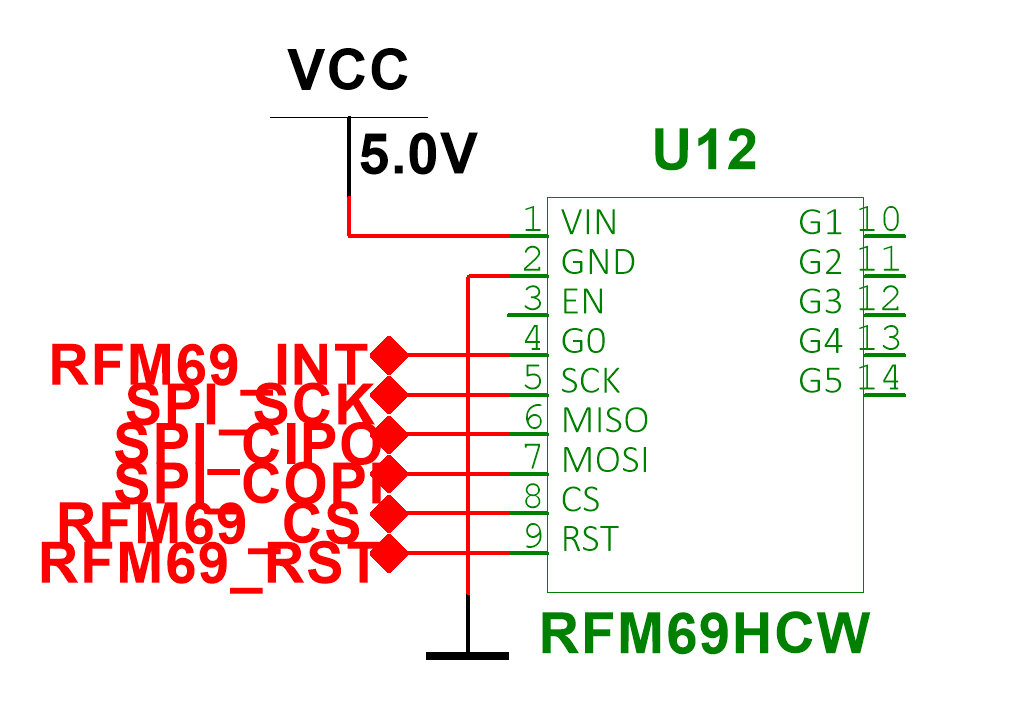 VCC
5.0V
U12
1 VIN G1 10
2 GND G2 11
3 EN G3 12
RFM69_INT 4 G0 G4 13
SPI_SCK 5 SCK G5 14
SPI_CIPO 6 MISO
SPI_COPI 7 MOSI
RFM69_CS 8 CS
RFM69_RST 9 RST
RFM69HCW